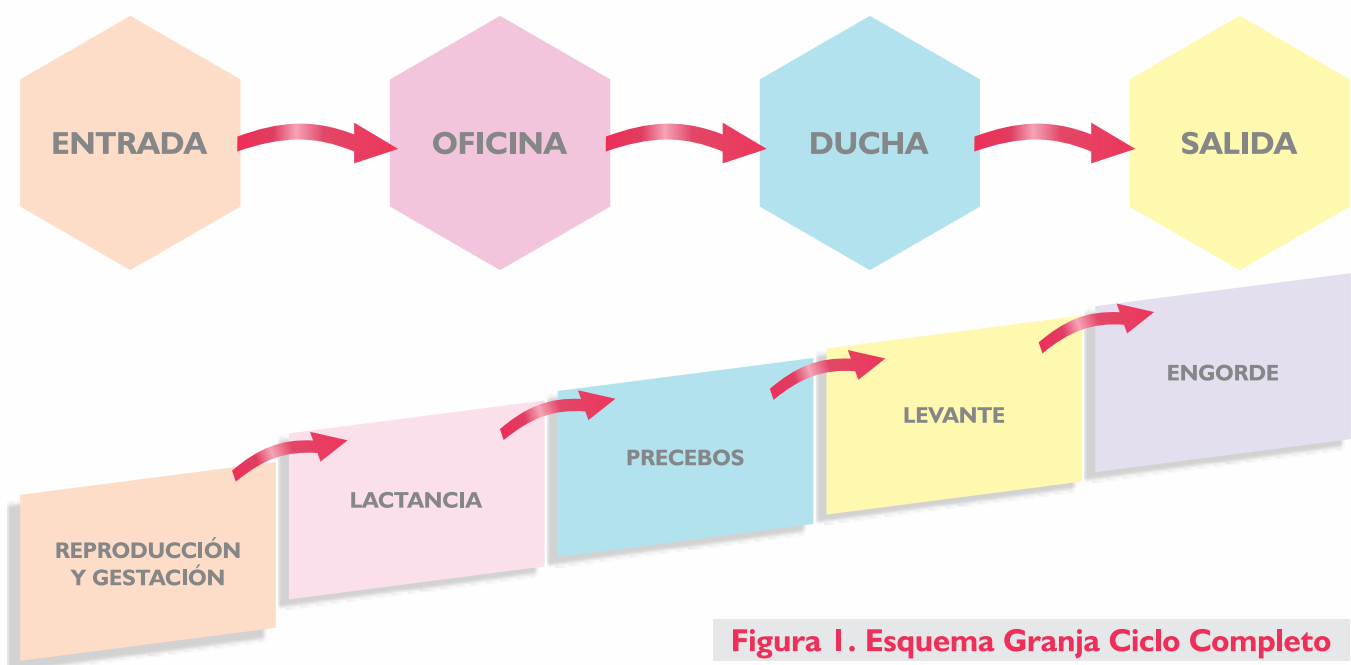 ENTRADA
OFICINA
DUCHA
SALIDA
REPRODUCCIÓN
Y GESTACIÓN
LACTANCIA
PRECEBOS
LEVANTE
ENGORDE
Figura 1. Esquema Granja Ciclo Completo